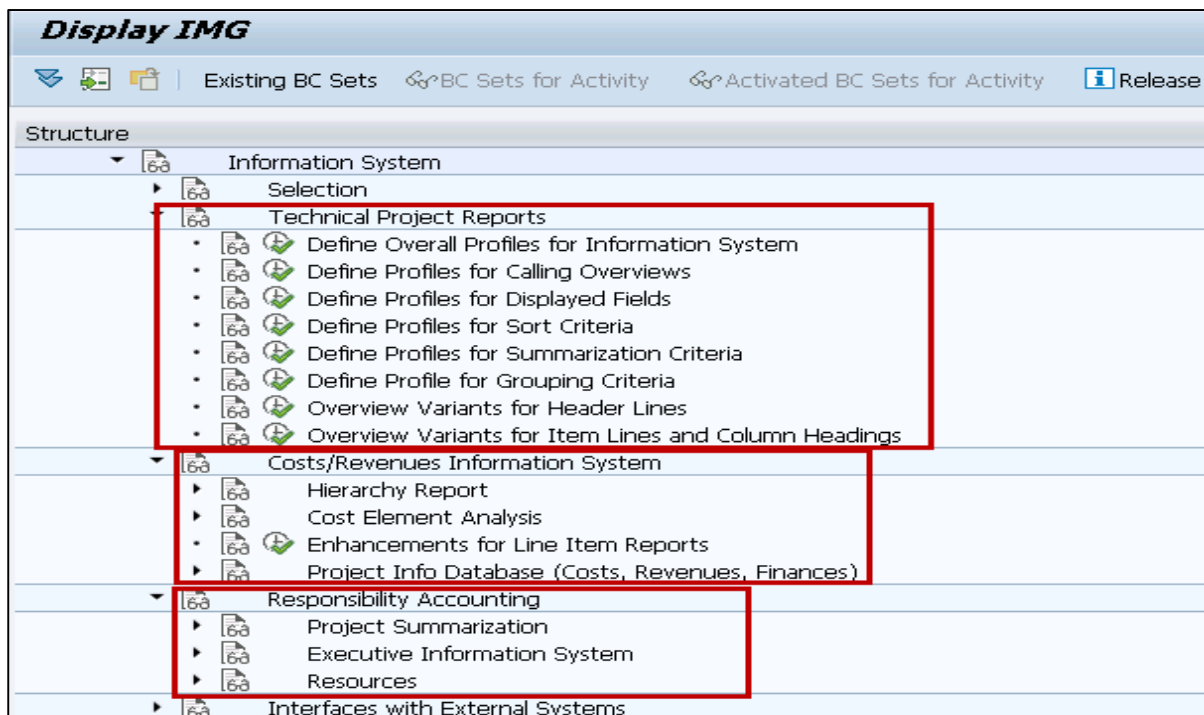 Display IMG
Existing BC Sets BC Sets for Activity Activated BC Sets for Activity Release
Structure
Information System
Selection
Technical Project Reports
Define Overall Profiles for Information System
Define Profiles for Calling Overviews
Define Profiles for Displayed Fields
Define Profiles for Sort Criteria
Define Profiles for Summarization Criteria
Define Profile for Grouping Criteria
Overview Variants for Header Lines
Overview Variants for Item Lines and Column Headings
Costs/Revenues Information System
Hierarchy Report
Cost Element Analysis
Enhancements for Line Item Reports
Project Info Database (Costs, Revenues, Finances)
Responsibility Accounting
Project Summarization
Executive Information System
Resources
Interfaces with External Systems